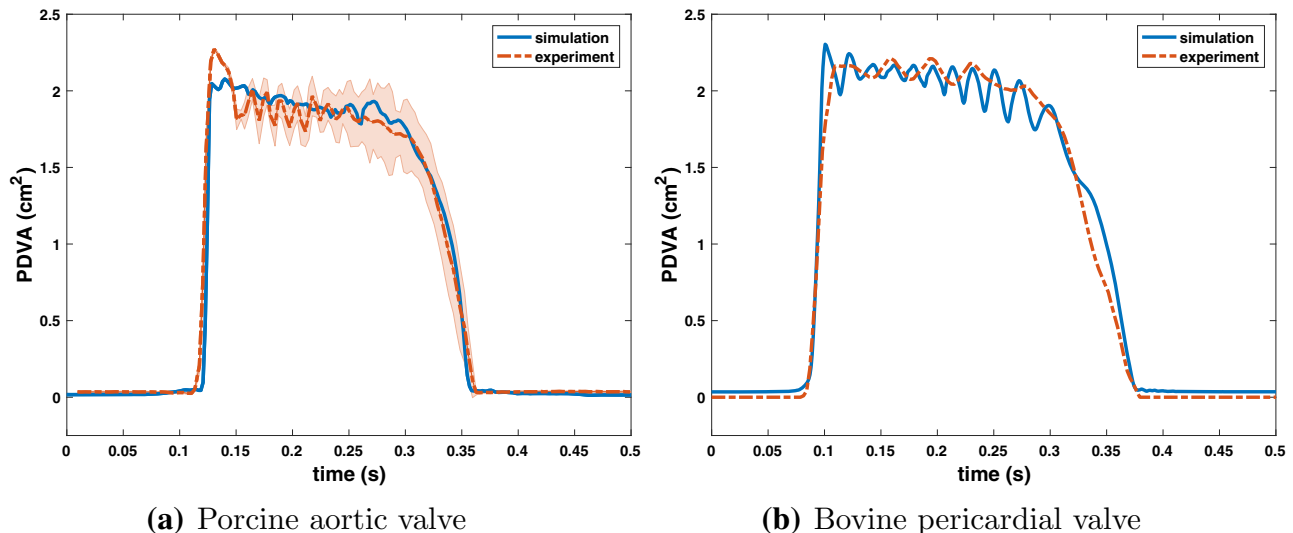 2.5
2
1.5
1
0.5
0
PDVA (cm²)
simulation
experiment
0 0.05 0.1 0.15 0.2 0.25 0.3 0.35 0.4 0.45 0.5
time (s)
(a) Porcine aortic valve
2.5
2
1.5
1
0.5
0
PDVA (cm²)
simulation
experiment
0 0.05 0.1 0.15 0.2 0.25 0.3 0.35 0.4 0.45 0.5
time (s)
(b) Bovine pericardial valve